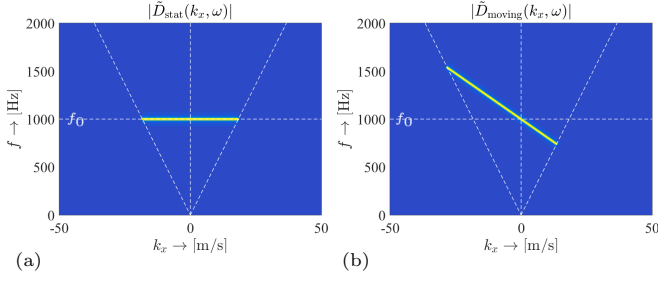 |D̃stat(kx, ω)|
|D̃moving(kx, ω)|
2000
1500
1000
500
0
f → [Hz]
f0
-50
0
50
kx → [m/s]
(a)
2000
1500
1000
500
0
f → [Hz]
f0
-50
0
50
kx → [m/s]
(b)